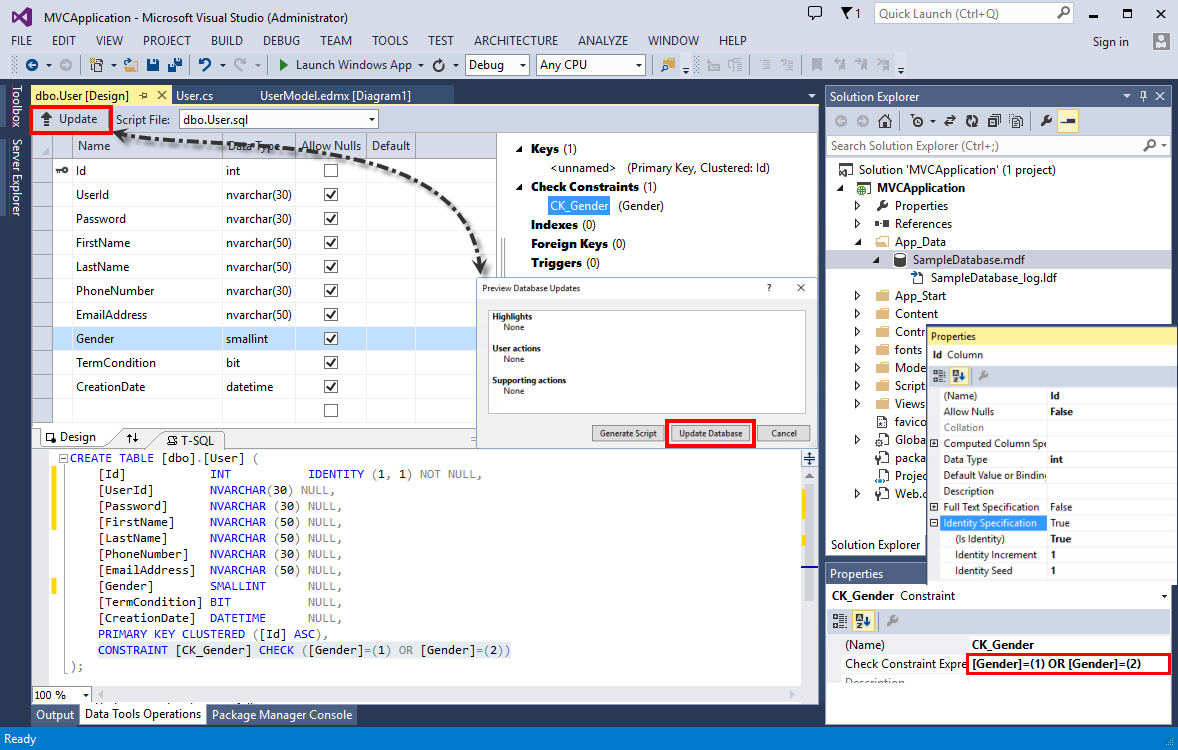 MVCApplication - Microsoft Visual Studio (Administrator)
1
Quick Launch (Ctrl+Q)
FILE EDIT VIEW PROJECT BUILD DEBUG TEAM TOOLS TEST ARCHITECTURE ANALYZE WINDOW HELP
Sign in
Launch Windows App Debug Any CPU
Toolbox
Server Explorer
dbo.User [Design] User.cs UserModel.edmx [Diagram1]
Update Script File: dbo.User.sql
Name Data Type Allow Nulls Default
Id int
UserId nvarchar(30)
Password nvarchar(30)
FirstName nvarchar(50)
LastName nvarchar(50)
PhoneNumber nvarchar(30)
EmailAddress nvarchar(50)
Gender smallint
TermCondition bit
CreationDate datetime
Keys (1)
<unnamed> (Primary Key, Clustered: Id)
Check Constraints (1)
CK_Gender (Gender)
Indexes (0)
Foreign Keys (0)
Triggers (0)
Preview Database Updates ?
Highlights
None
User actions
None
Supporting actions
None
Generate Script Update Database Cancel
Design T-SQL
CREATE TABLE [dbo].[User] (
[Id] INT IDENTITY (1, 1) NOT NULL,
[UserId] NVARCHAR(30) NULL,
[Password] NVARCHAR (30) NULL,
[FirstName] NVARCHAR (50) NULL,
[LastName] NVARCHAR (50) NULL,
[PhoneNumber] NVARCHAR (30) NULL,
[EmailAddress] NVARCHAR (50) NULL,
[Gender] SMALLINT NULL,
[TermCondition] BIT NULL,
[CreationDate] DATETIME NULL,
PRIMARY KEY CLUSTERED ([Id] ASC),
CONSTRAINT [CK_Gender] CHECK ([Gender]=(1) OR [Gender]=(2))
);
100 %
Output Data Tools Operations Package Manager Console
Ready
Solution Explorer
Search Solution Explorer (Ctrl+;)
Solution 'MVCApplication' (1 project)
MVCApplication
Properties
References
App_Data
SampleDatabase.mdf
SampleDatabase_log.ldf
App_Start
Content
Contr
fonts
Mode
Script
Views
favico
Globa
packa
Projec
Web.c
Solution Explorer
Properties
Id Column
(Name) Id
Allow Nulls False
Collation
Computed Column Spe
Data Type int
Default Value or Binding
Description
Full Text Specification False
Identity Specification True
(Is Identity) True
Identity Increment 1
Identity Seed 1
Properties
CK_Gender Constraint
(Name) CK_Gender
Check Constraint Expre [Gender]=(1) OR [Gender]=(2)
Description